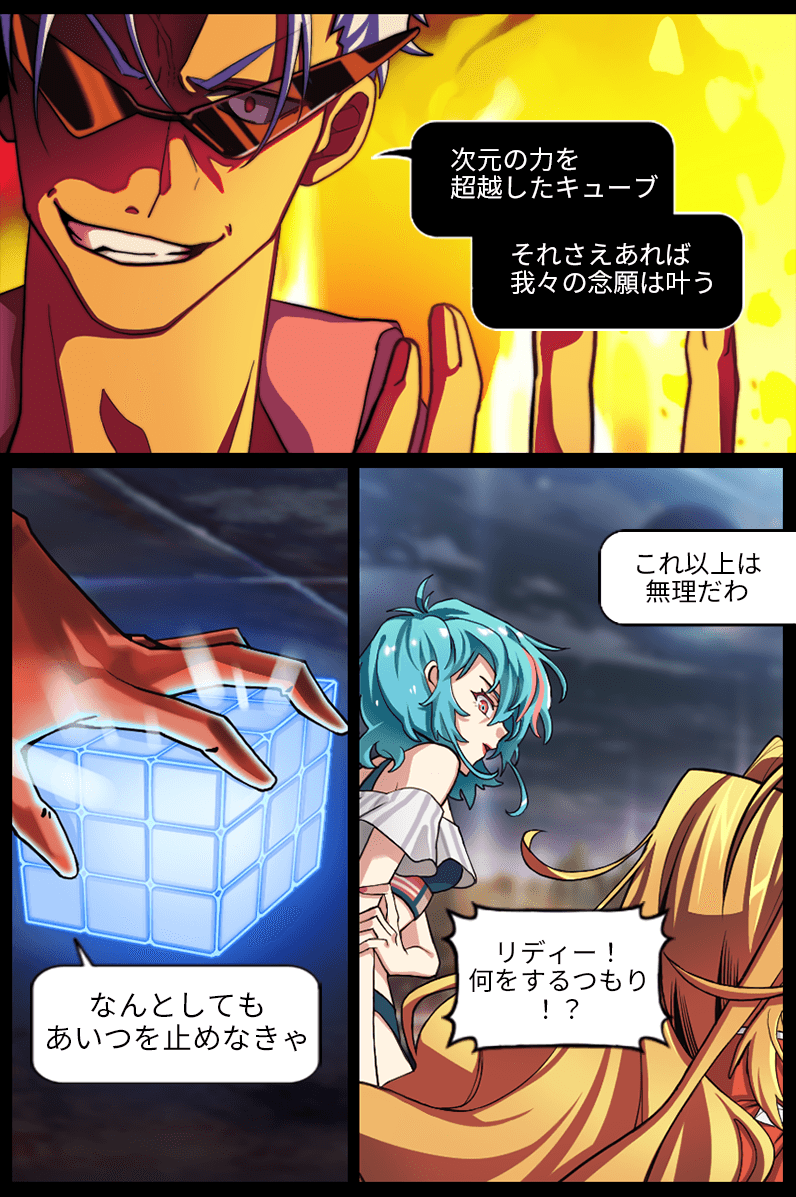 次元の力を
超越したキューブ
それさえあれば
我々の念願は叶う
これ以上は
無理だわ
リディー！
何をするつもり
！？
なんとしても
あいつを止めなきゃ